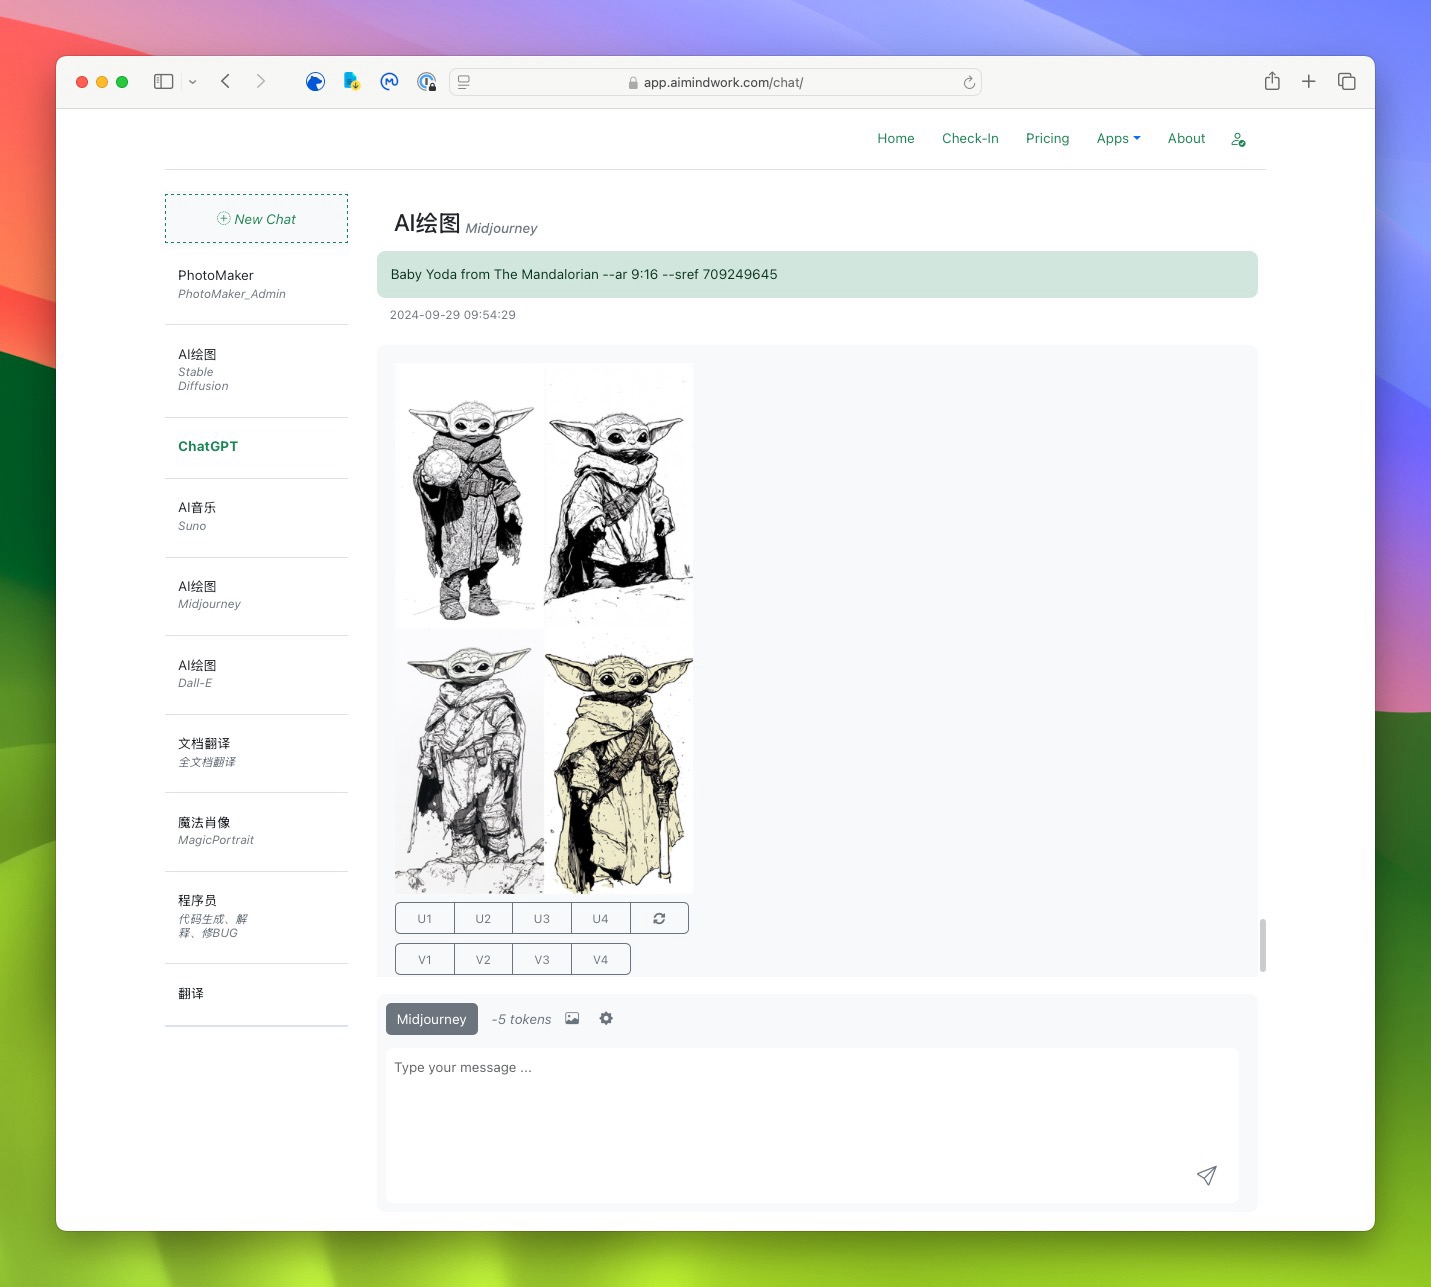 app.aimindwork.com/chat/
Home Check-In Pricing Apps About
New Chat
PhotoMaker
PhotoMaker_Admin
AI绘图
Stable
Diffusion
ChatGPT
AI音乐
Suno
AI绘图
Midjourney
AI绘图
Dall-E
文档翻译
全文档翻译
魔法肖像
MagicPortrait
程序员
代码生成、解
释、修BUG
翻译
AI绘图 Midjourney
Baby Yoda from The Mandalorian --ar 9:16 --sref 709249645
2024-09-29 09:54:29
U1 U2 U3 U4
V1 V2 V3 V4
Midjourney -5 tokens
Type your message ...